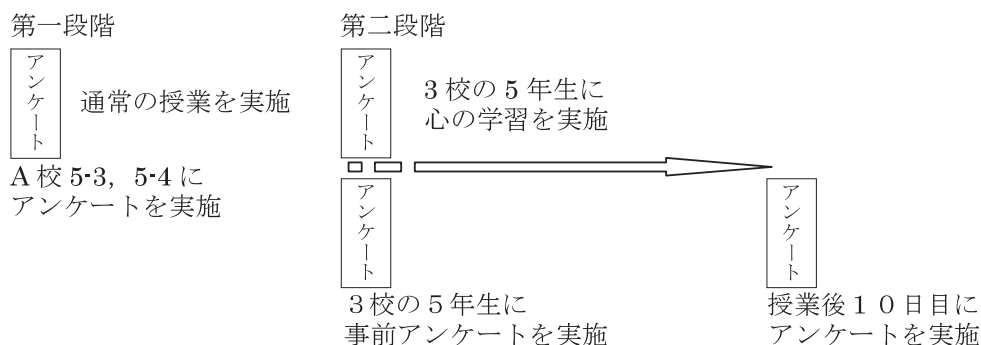 第一段階
アンケート
通常の授業を実施
A校 5-3, 5-4 に
アンケートを実施
第二段階
アンケート
3校の5年生に
心の学習を実施
アンケート
3校の5年生に
事前アンケートを実施
アンケート
授業後１０日目に
アンケートを実施